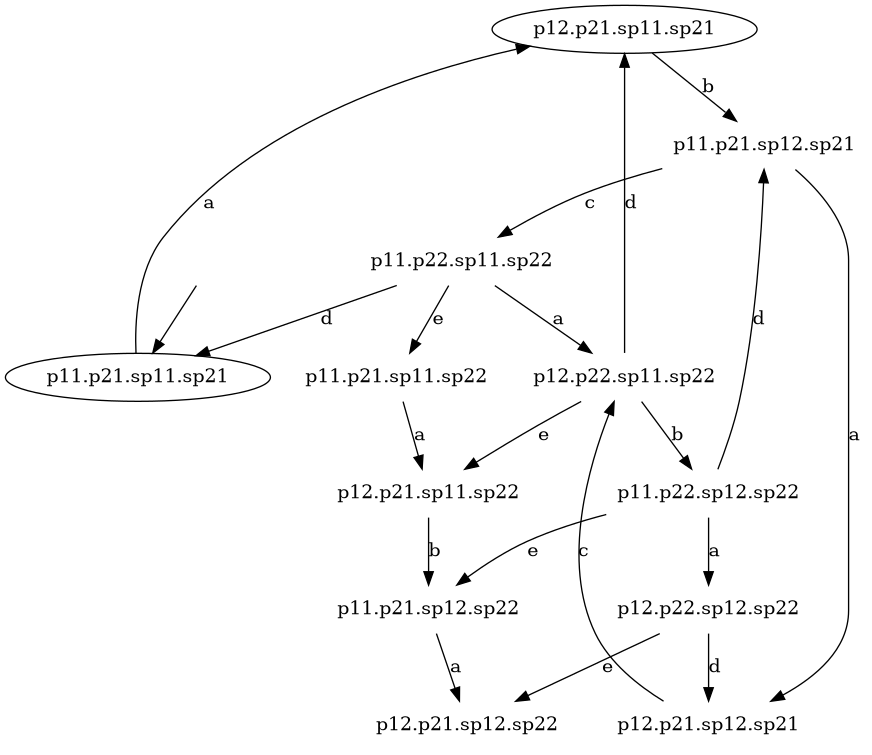 p12.p21.sp11.sp21
b
p11.p21.sp12.sp21
a
c
d
p11.p22.sp11.sp22
d
e
a
d
p11.p21.sp11.sp21
p11.p21.sp11.sp22
p12.p22.sp11.sp22
a
e
b
a
p12.p21.sp11.sp22
p11.p22.sp12.sp22
b
e
c
a
p11.p21.sp12.sp22
p12.p22.sp12.sp22
a
e
d
p12.p21.sp12.sp22
p12.p21.sp12.sp21